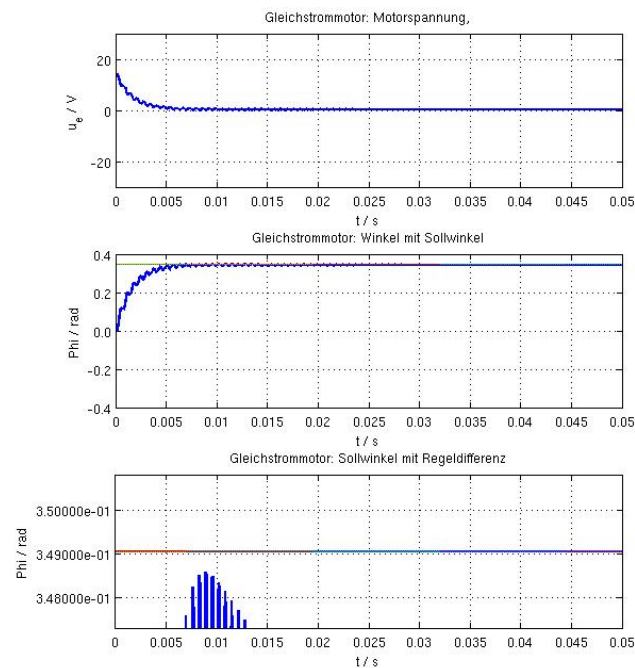 Gleichstrommotor: Motorspannung,
20
0
-20
u_e / V
0 0.005 0.01 0.015 0.02 0.025 0.03 0.035 0.04 0.045 0.05
t / s
Gleichstrommotor: Winkel mit Sollwinkel
0.4
0.2
0.0
-0.2
-0.4
Phi / rad
0 0.005 0.01 0.015 0.02 0.025 0.03 0.035 0.04 0.045 0.05
t / s
Gleichstrommotor: Sollwinkel mit Regeldifferenz
3.50000e-01
3.49000e-01
3.48000e-01
Phi / rad
0 0.005 0.01 0.015 0.02 0.025 0.03 0.035 0.04 0.045 0.05
t / s